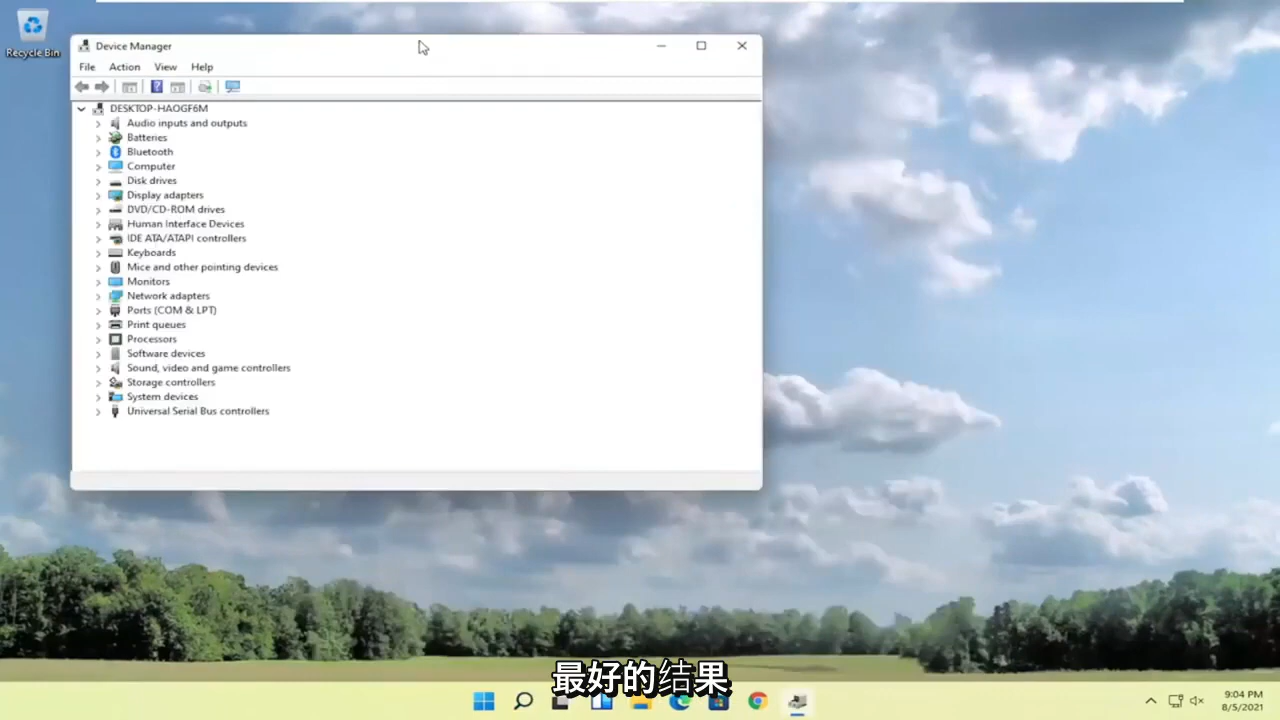 Recycle Bin
Device Manager
File Action View Help
DESKTOP-HAOGF6M
Audio inputs and outputs
Batteries
Bluetooth
Computer
Disk drives
Display adapters
DVD/CD-ROM drives
Human Interface Devices
IDE ATA/ATAPI controllers
Keyboards
Mice and other pointing devices
Monitors
Network adapters
Ports (COM & LPT)
Print queues
Processors
Software devices
Sound, video and game controllers
Storage controllers
System devices
Universal Serial Bus controllers
最好的结果
9:04 PM
8/5/2021